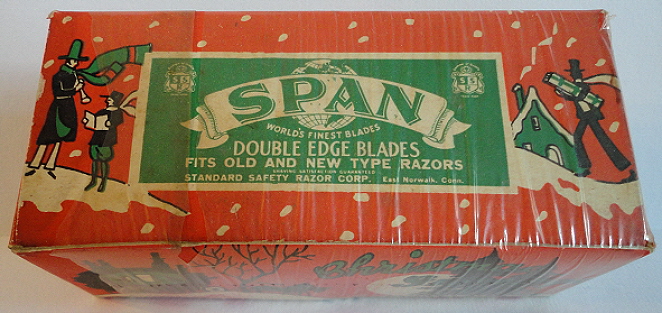 SPAN
WORLD'S FINEST BLADES
DOUBLE EDGE BLADES
FITS OLD AND NEW TYPE RAZORS
SHAVING SATISFACTION GUARANTEED
STANDARD SAFETY RAZOR CORP. East Norwalk, Conn.